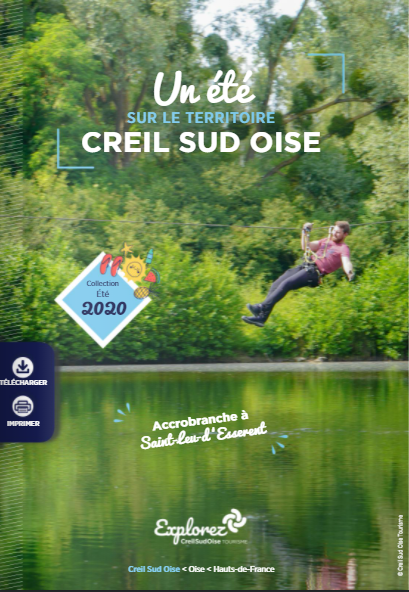 Un été
SUR LE TERRITOIRE
CREIL SUD OISE
Collection
Été
2020
TÉLÉCHARGER
IMPRIMER
Accrobranche à
Saint-Leu-d'Esserent
Explorez
CreilSudOise TOURISME
Creil Sud Oise < Oise < Hauts-de-France
© Creil Sud Oise Tourisme